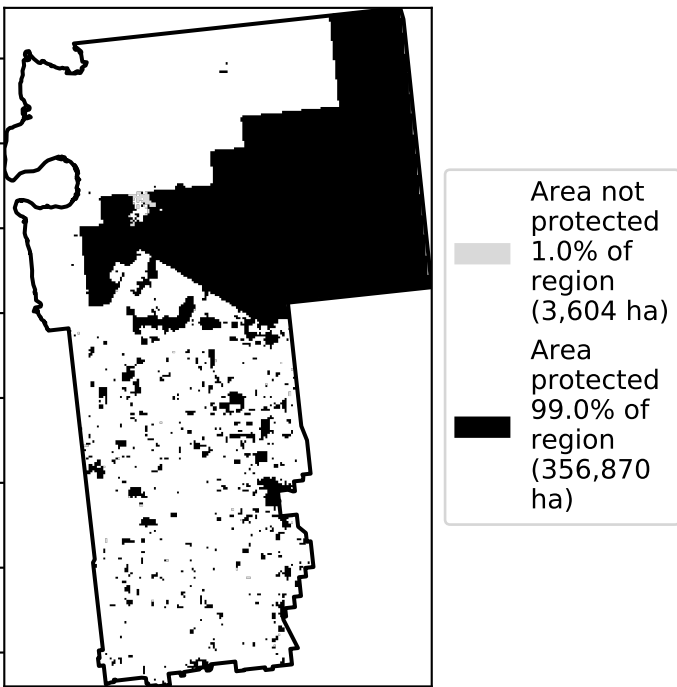 Area not
protected
1.0% of
region
(3,604 ha)
Area
protected
99.0% of
region
(356,870
ha)